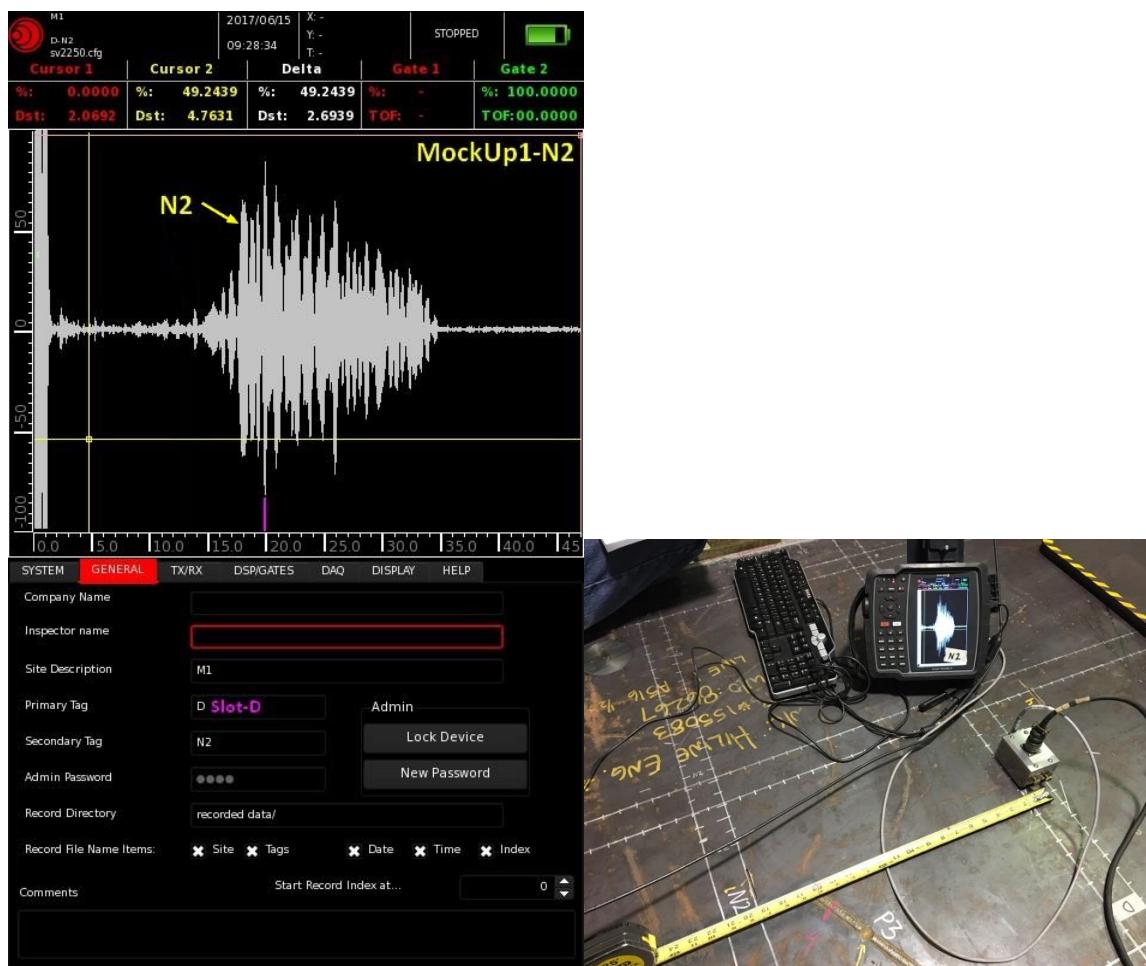 M1
D-N2
sv2250.cfg
2017/06/15
09:28:34
X: -
Y: -
T: -
STOPPED
Cursor 1 Cursor 2 Delta Gate 1 Gate 2
%: 0.0000 %: 49.2439 %: 49.2439 %: - %: 100.0000
Dst: 2.0692 Dst: 4.7631 Dst: 2.6939 TOF: - TOF:00.0000
MockUp1-N2
N2
50
0
-50
-100
0.0 5.0 10.0 15.0 20.0 25.0 30.0 35.0 40.0 45
SYSTEM GENERAL TX/RX DSP/GATES DAQ DISPLAY HELP
Company Name
Inspector name
Site Description M1
Primary Tag D Slot-D
Admin
Secondary Tag N2
Lock Device
Admin Password
New Password
Record Directory recorded data/
Record File Name Items: Site Tags Date Time Index
Comments
Start Record Index at... 0
N2
A516
#155083
HILINE ENG.
N2
P3
D